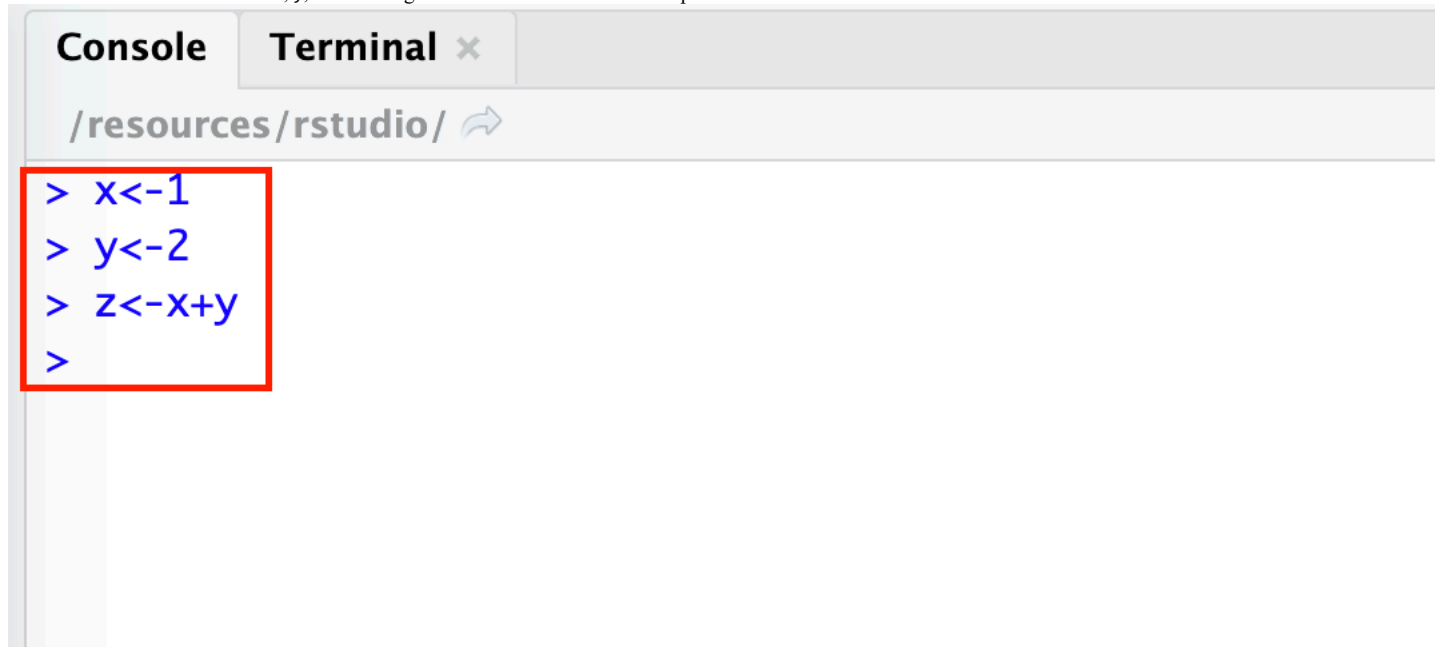 Console Terminal ×
/resources/rstudio/
> x<-1
> y<-2
> z<-x+y
>